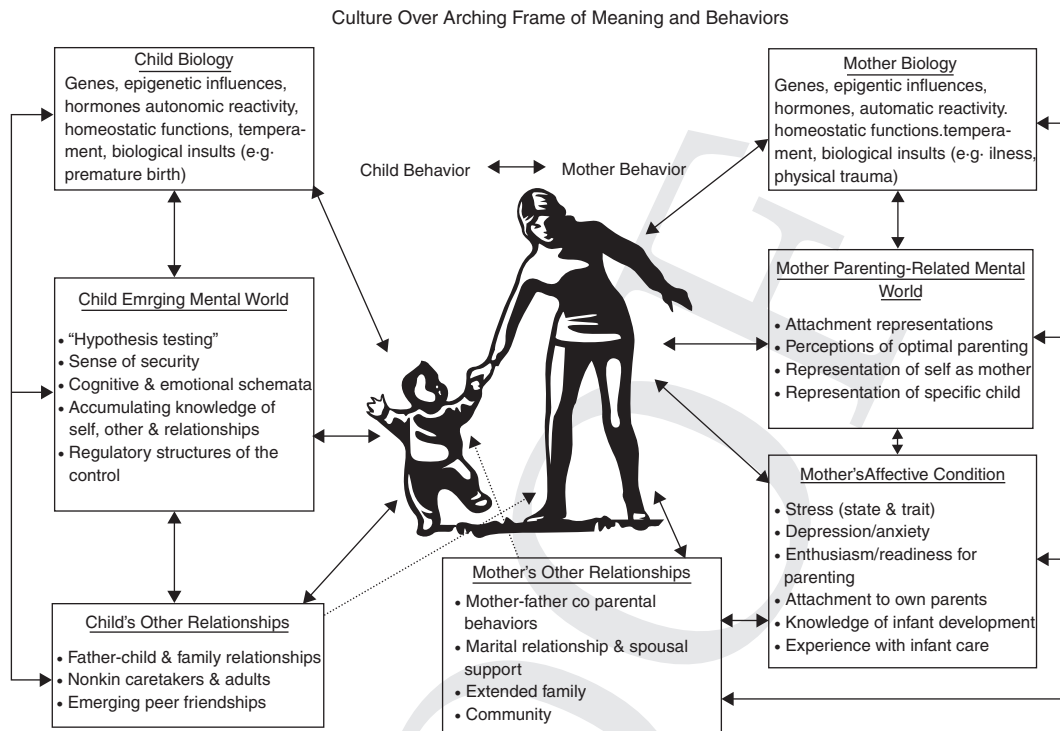 Culture Over Arching Frame of Meaning and Behaviors
Child Biology
Genes, epigenetic influences,
hormones autonomic reactivity,
homeostatic functions, tempera-
ment, biological insults (e·g·
premature birth)
Child Behavior
Mother Behavior
Mother Biology
Genes, epigentic influences,
hormones, automatic reactivity.
homeostatic functions.tempera-
ment, biological insults (e·g· ilness,
physical trauma)
Child Emrging Mental World
• “Hypothesis testing”
• Sense of security
• Cognitive & emotional schemata
• Accumulating knowledge of
self, other & relationships
• Regulatory structures of the
control
Mother Parenting-Related Mental
World
• Attachment representations
• Perceptions of optimal parenting
• Representation of self as mother
• Representation of specific child
Mother'sAffective Condition
• Stress (state & trait)
• Depression/anxiety
• Enthusiasm/readiness for
parenting
• Attachment to own parents
• Knowledge of infant development
• Experience with infant care
Child's Other Relationships
• Father-child & family relationships
• Nonkin caretakers & adults
• Emerging peer friendships
Mother's Other Relationships
• Mother-father co parental
behaviors
• Marital relationship & spousal
support
• Extended family
• Community